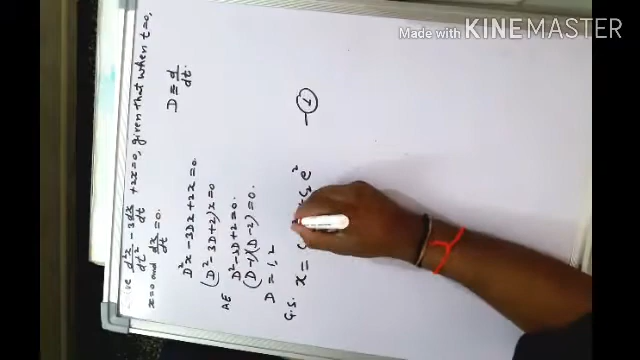 Made with KINEMASTER
d²x/dt² - 3dx/dt + 2x = 0, given that when t = 0,
x = 0 and dx/dt = 0.
D ≡ d/dt
D²x - 3Dx + 2x = 0
(D² - 3D + 2)x = 0
AE D² - 3D + 2 = 0.
(D - 1)(D - 2) = 0.
D = 1, 2
G.S. x = e² - ①